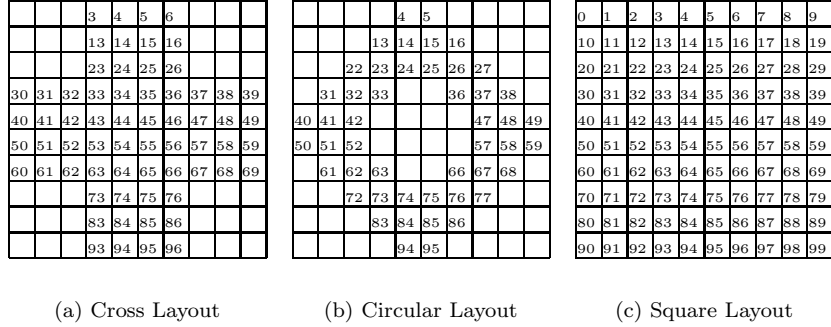 3 4 5 6
13 14 15 16
23 24 25 26
30 31 32 33 34 35 36 37 38 39
40 41 42 43 44 45 46 47 48 49
50 51 52 53 54 55 56 57 58 59
60 61 62 63 64 65 66 67 68 69
73 74 75 76
83 84 85 86
93 94 95 96
(a) Cross Layout
4 5
13 14 15 16
22 23 24 25 26 27
31 32 33 36 37 38
40 41 42 47 48 49
50 51 52 57 58 59
61 62 63 66 67 68
72 73 74 75 76 77
83 84 85 86
94 95
(b) Circular Layout
0 1 2 3 4 5 6 7 8 9
10 11 12 13 14 15 16 17 18 19
20 21 22 23 24 25 26 27 28 29
30 31 32 33 34 35 36 37 38 39
40 41 42 43 44 45 46 47 48 49
50 51 52 53 54 55 56 57 58 59
60 61 62 63 64 65 66 67 68 69
70 71 72 73 74 75 76 77 78 79
80 81 82 83 84 85 86 87 88 89
90 91 92 93 94 95 96 97 98 99
(c) Square Layout